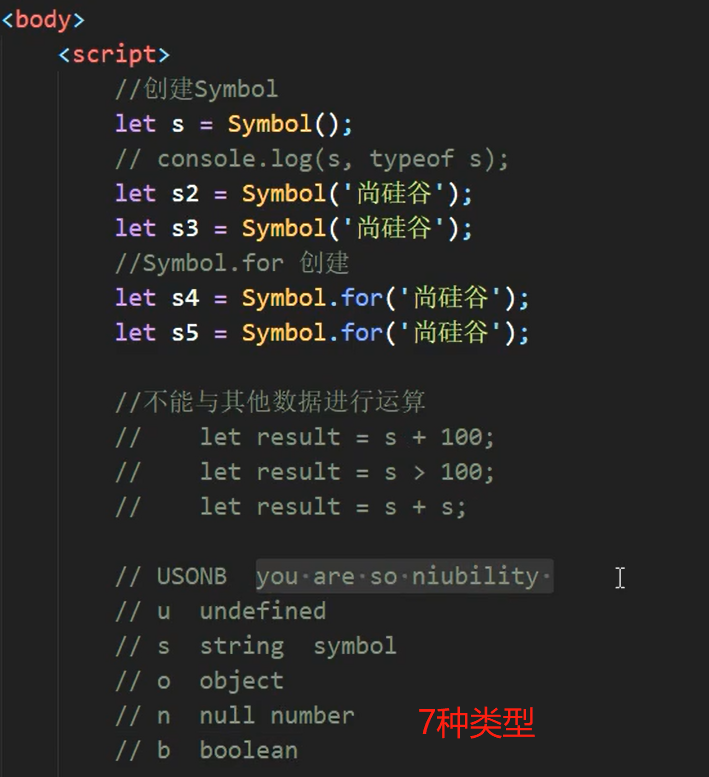 <body>
<script>
//创建Symbol
let s = Symbol();
// console.log(s, typeof s);
let s2 = Symbol('尚硅谷');
let s3 = Symbol('尚硅谷');
//Symbol.for 创建
let s4 = Symbol.for('尚硅谷');
let s5 = Symbol.for('尚硅谷');
//不能与其他数据进行运算
//    let result = s + 100;
//    let result = s > 100;
//    let result = s + s;
// USONB  you are so niubility
// u  undefined
// s  string  symbol
// o  object
// n  null number
// b  boolean
7种类型